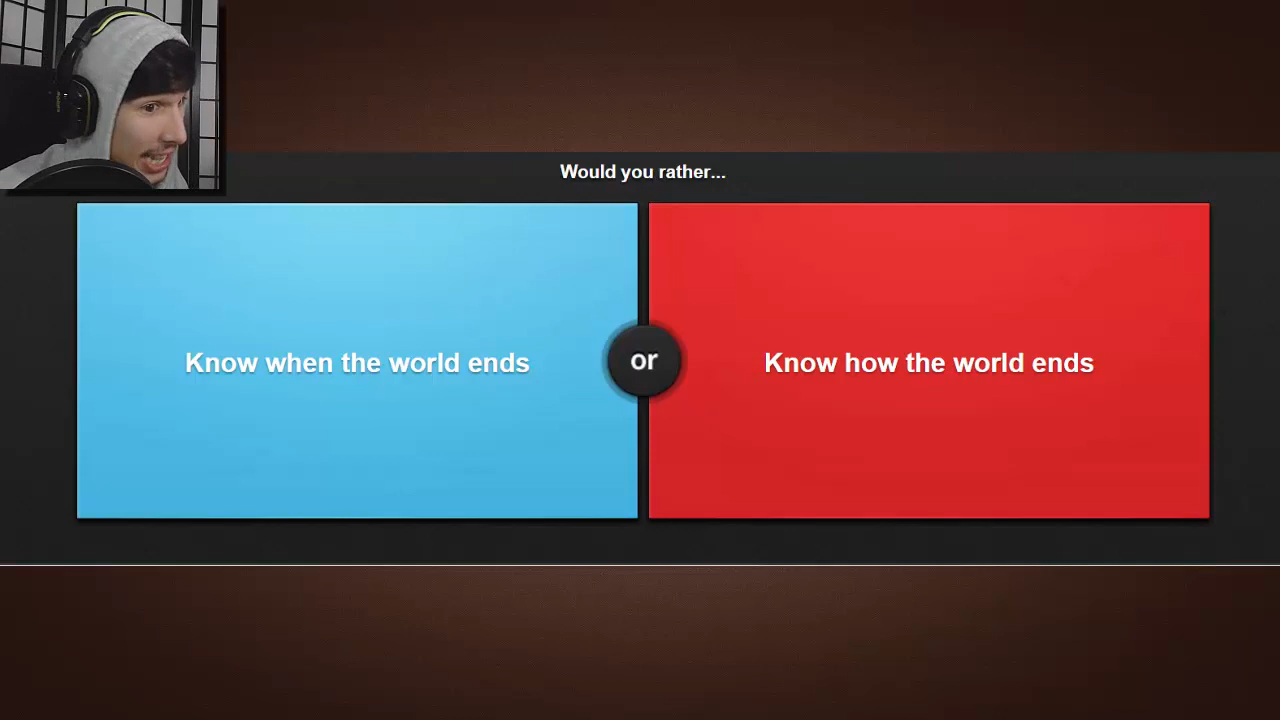 Would you rather...
Know when the world ends
or
Know how the world ends